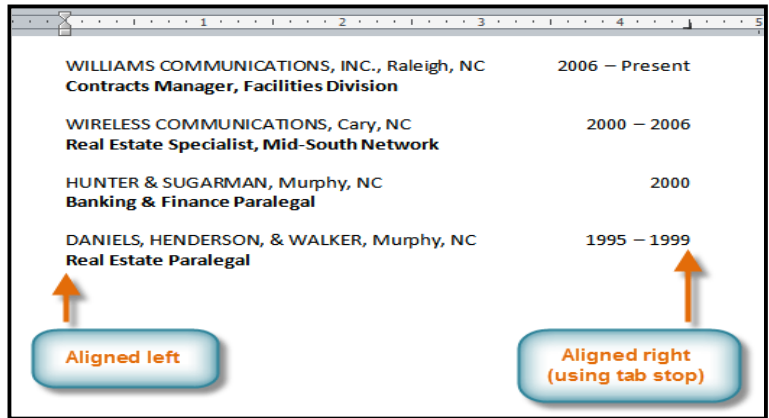 1 2 3 4 5
WILLIAMS COMMUNICATIONS, INC., Raleigh, NC 2006 – Present
Contracts Manager, Facilities Division
WIRELESS COMMUNICATIONS, Cary, NC 2000 – 2006
Real Estate Specialist, Mid-South Network
HUNTER & SUGARMAN, Murphy, NC 2000
Banking & Finance Paralegal
DANIELS, HENDERSON, & WALKER, Murphy, NC 1995 – 1999
Real Estate Paralegal
Aligned left
Aligned right
(using tab stop)